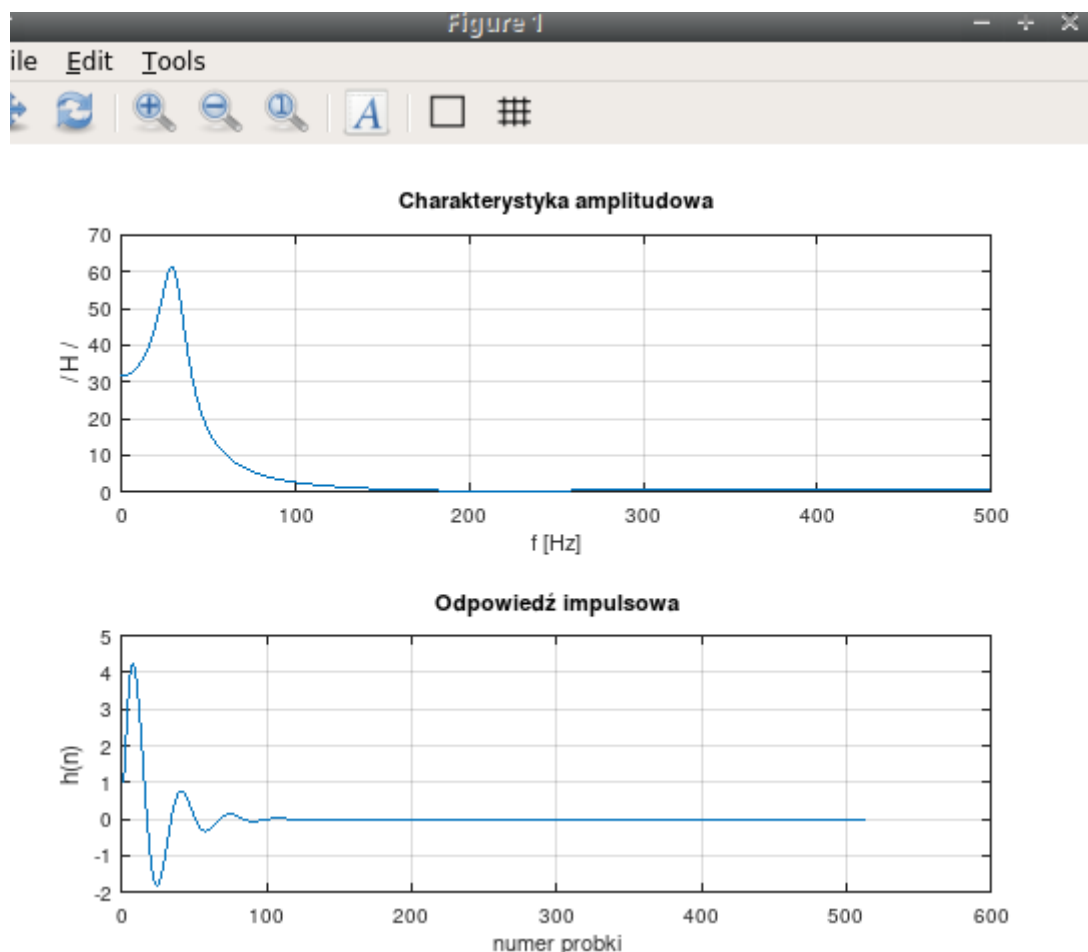 Figure 1
ile Edit Tools
A
Charakterystyka amplitudowa
70
60
50
40
30
20
10
0
/ H /
0 100 200 300 400 500
f [Hz]
Odpowiedź impulsowa
5
4
3
2
1
0
-1
-2
h(n)
0 100 200 300 400 500 600
numer probki